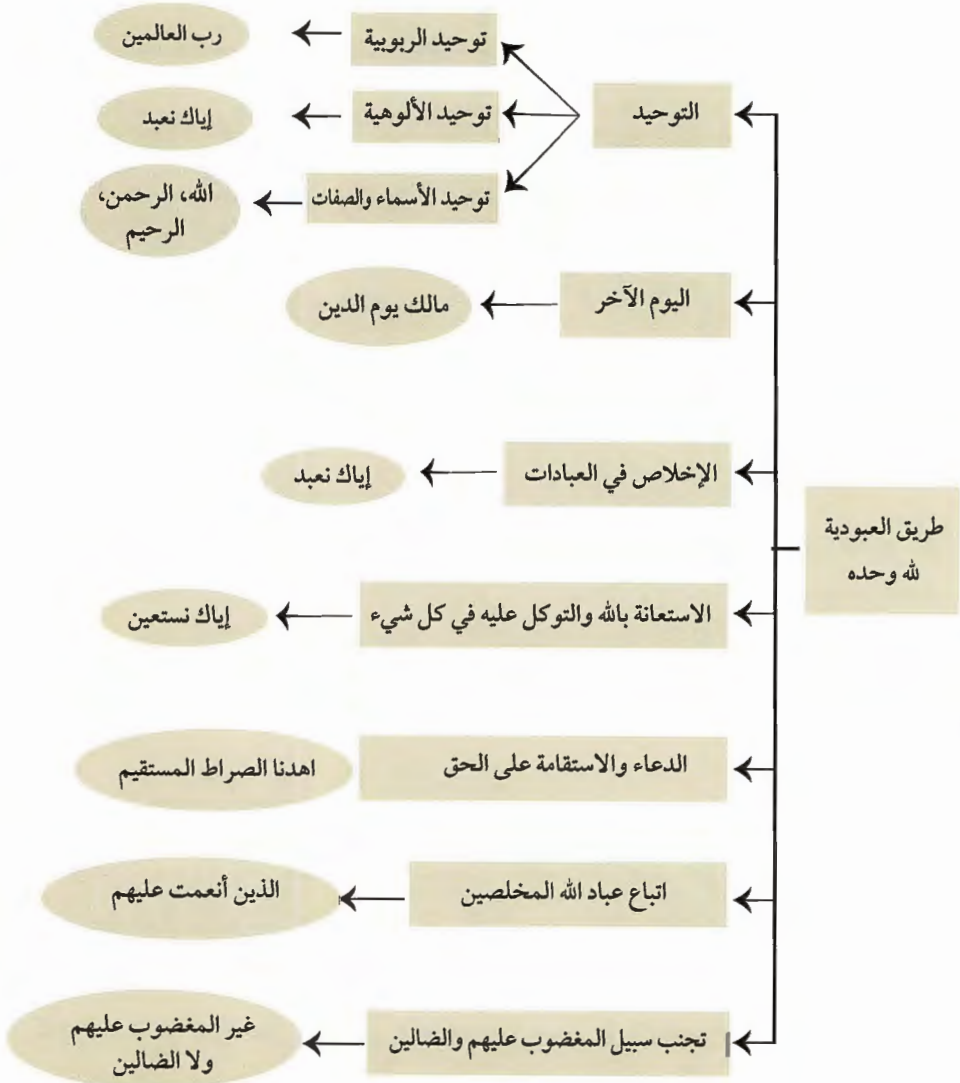 طريق العبودية
لله وحده
التوحيد
توحيد الربوبية
رب العالمين
توحيد الألوهية
إياك نعبد
توحيد الأسماء والصفات
الله، الرحمن،
الرحيم
اليوم الآخر
مالك يوم الدين
الإخلاص في العبادات
إياك نعبد
الاستعانة بالله والتوكل عليه في كل شيء
إياك نستعين
الدعاء والاستقامة على الحق
اهدنا الصراط المستقيم
اتباع عباد الله المخلصين
الذين أنعمت عليهم
تجنب سبيل المغضوب عليهم والضالين
غير المغضوب عليهم
ولا الضالين